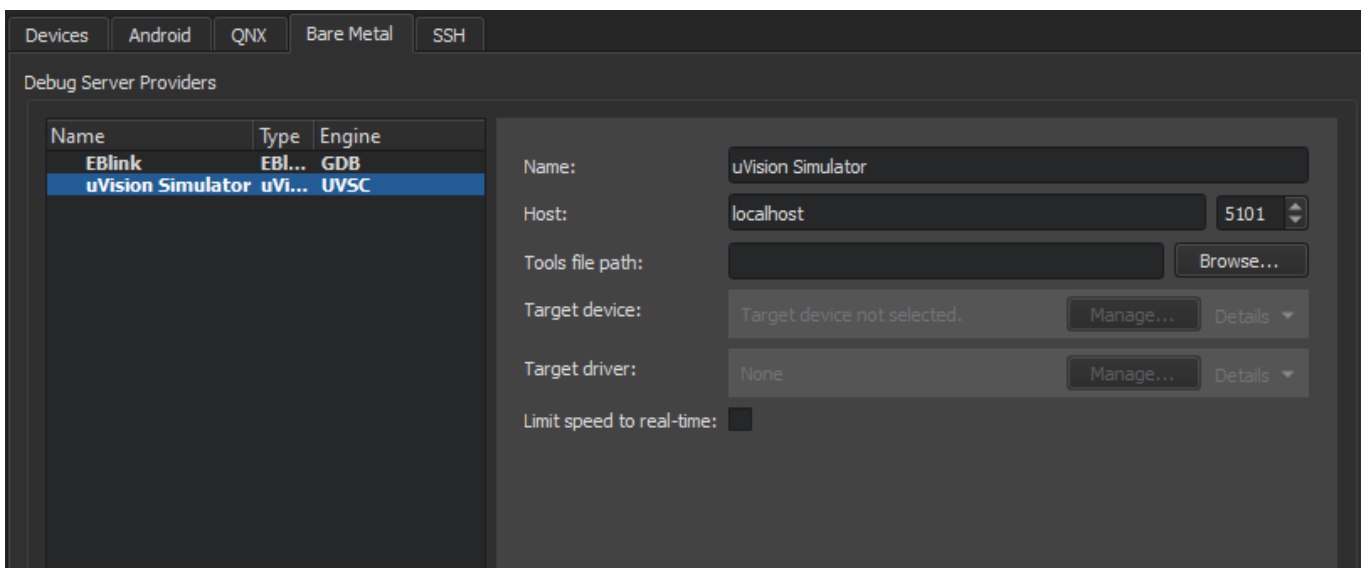 Devices Android QNX Bare Metal SSH
Debug Server Providers
Name Type Engine
EBlink EBl... GDB
uVision Simulator uVi... UVSC
Name: uVision Simulator
Host: localhost 5101
Tools file path: Browse...
Target device: Target device not selected. Manage... Details
Target driver: None Manage... Details
Limit speed to real-time: